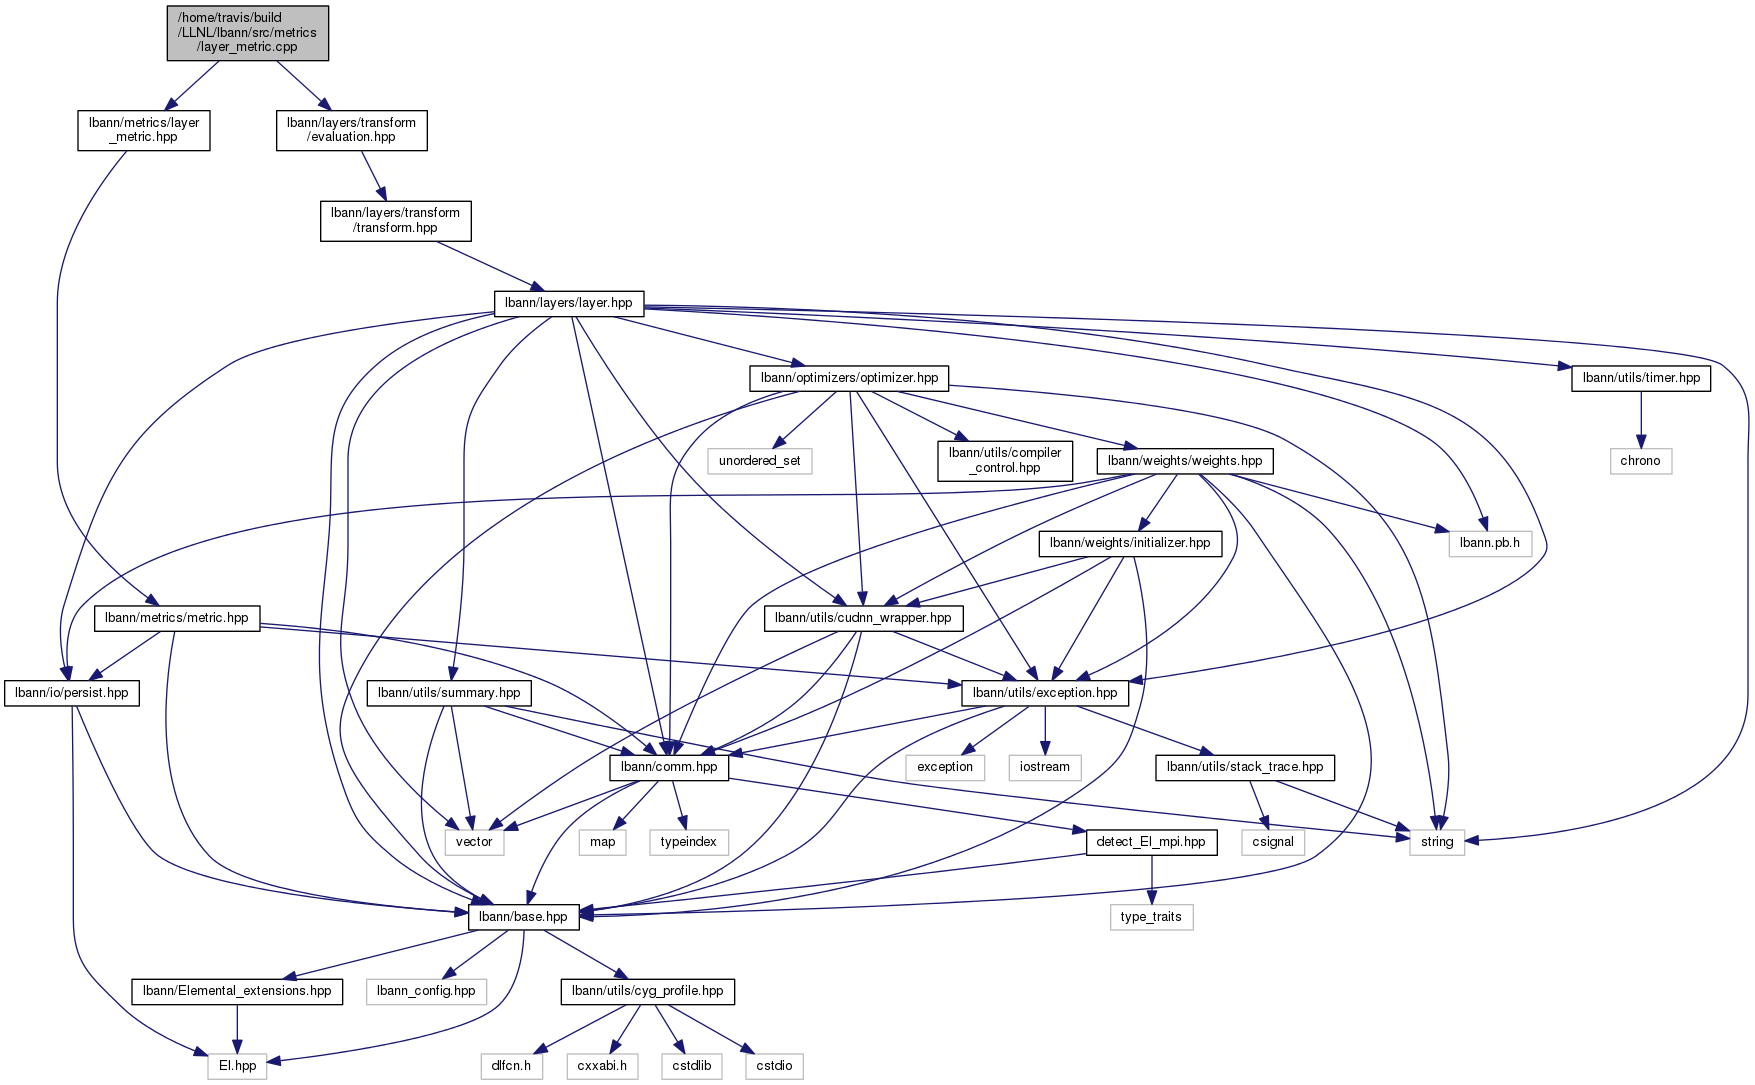 /home/travis/build
/LLNL/lbann/src/metrics
/layer_metric.cpp
lbann/metrics/layer
_metric.hpp
lbann/layers/transform
/evaluation.hpp
lbann/layers/transform
/transform.hpp
lbann/layers/layer.hpp
lbann/optimizers/optimizer.hpp
lbann/utils/timer.hpp
unordered_set
lbann/utils/compiler
_control.hpp
lbann/weights/weights.hpp
chrono
lbann/weights/initializer.hpp
lbann.pb.h
lbann/metrics/metric.hpp
lbann/utils/cudnn_wrapper.hpp
lbann/io/persist.hpp
lbann/utils/summary.hpp
lbann/utils/exception.hpp
lbann/comm.hpp
exception
iostream
lbann/utils/stack_trace.hpp
vector
map
typeindex
detect_El_mpi.hpp
csignal
string
lbann/base.hpp
type_traits
lbann/Elemental_extensions.hpp
lbann_config.hpp
lbann/utils/cyg_profile.hpp
El.hpp
dlfcn.h
cxxabi.h
cstdlib
cstdio